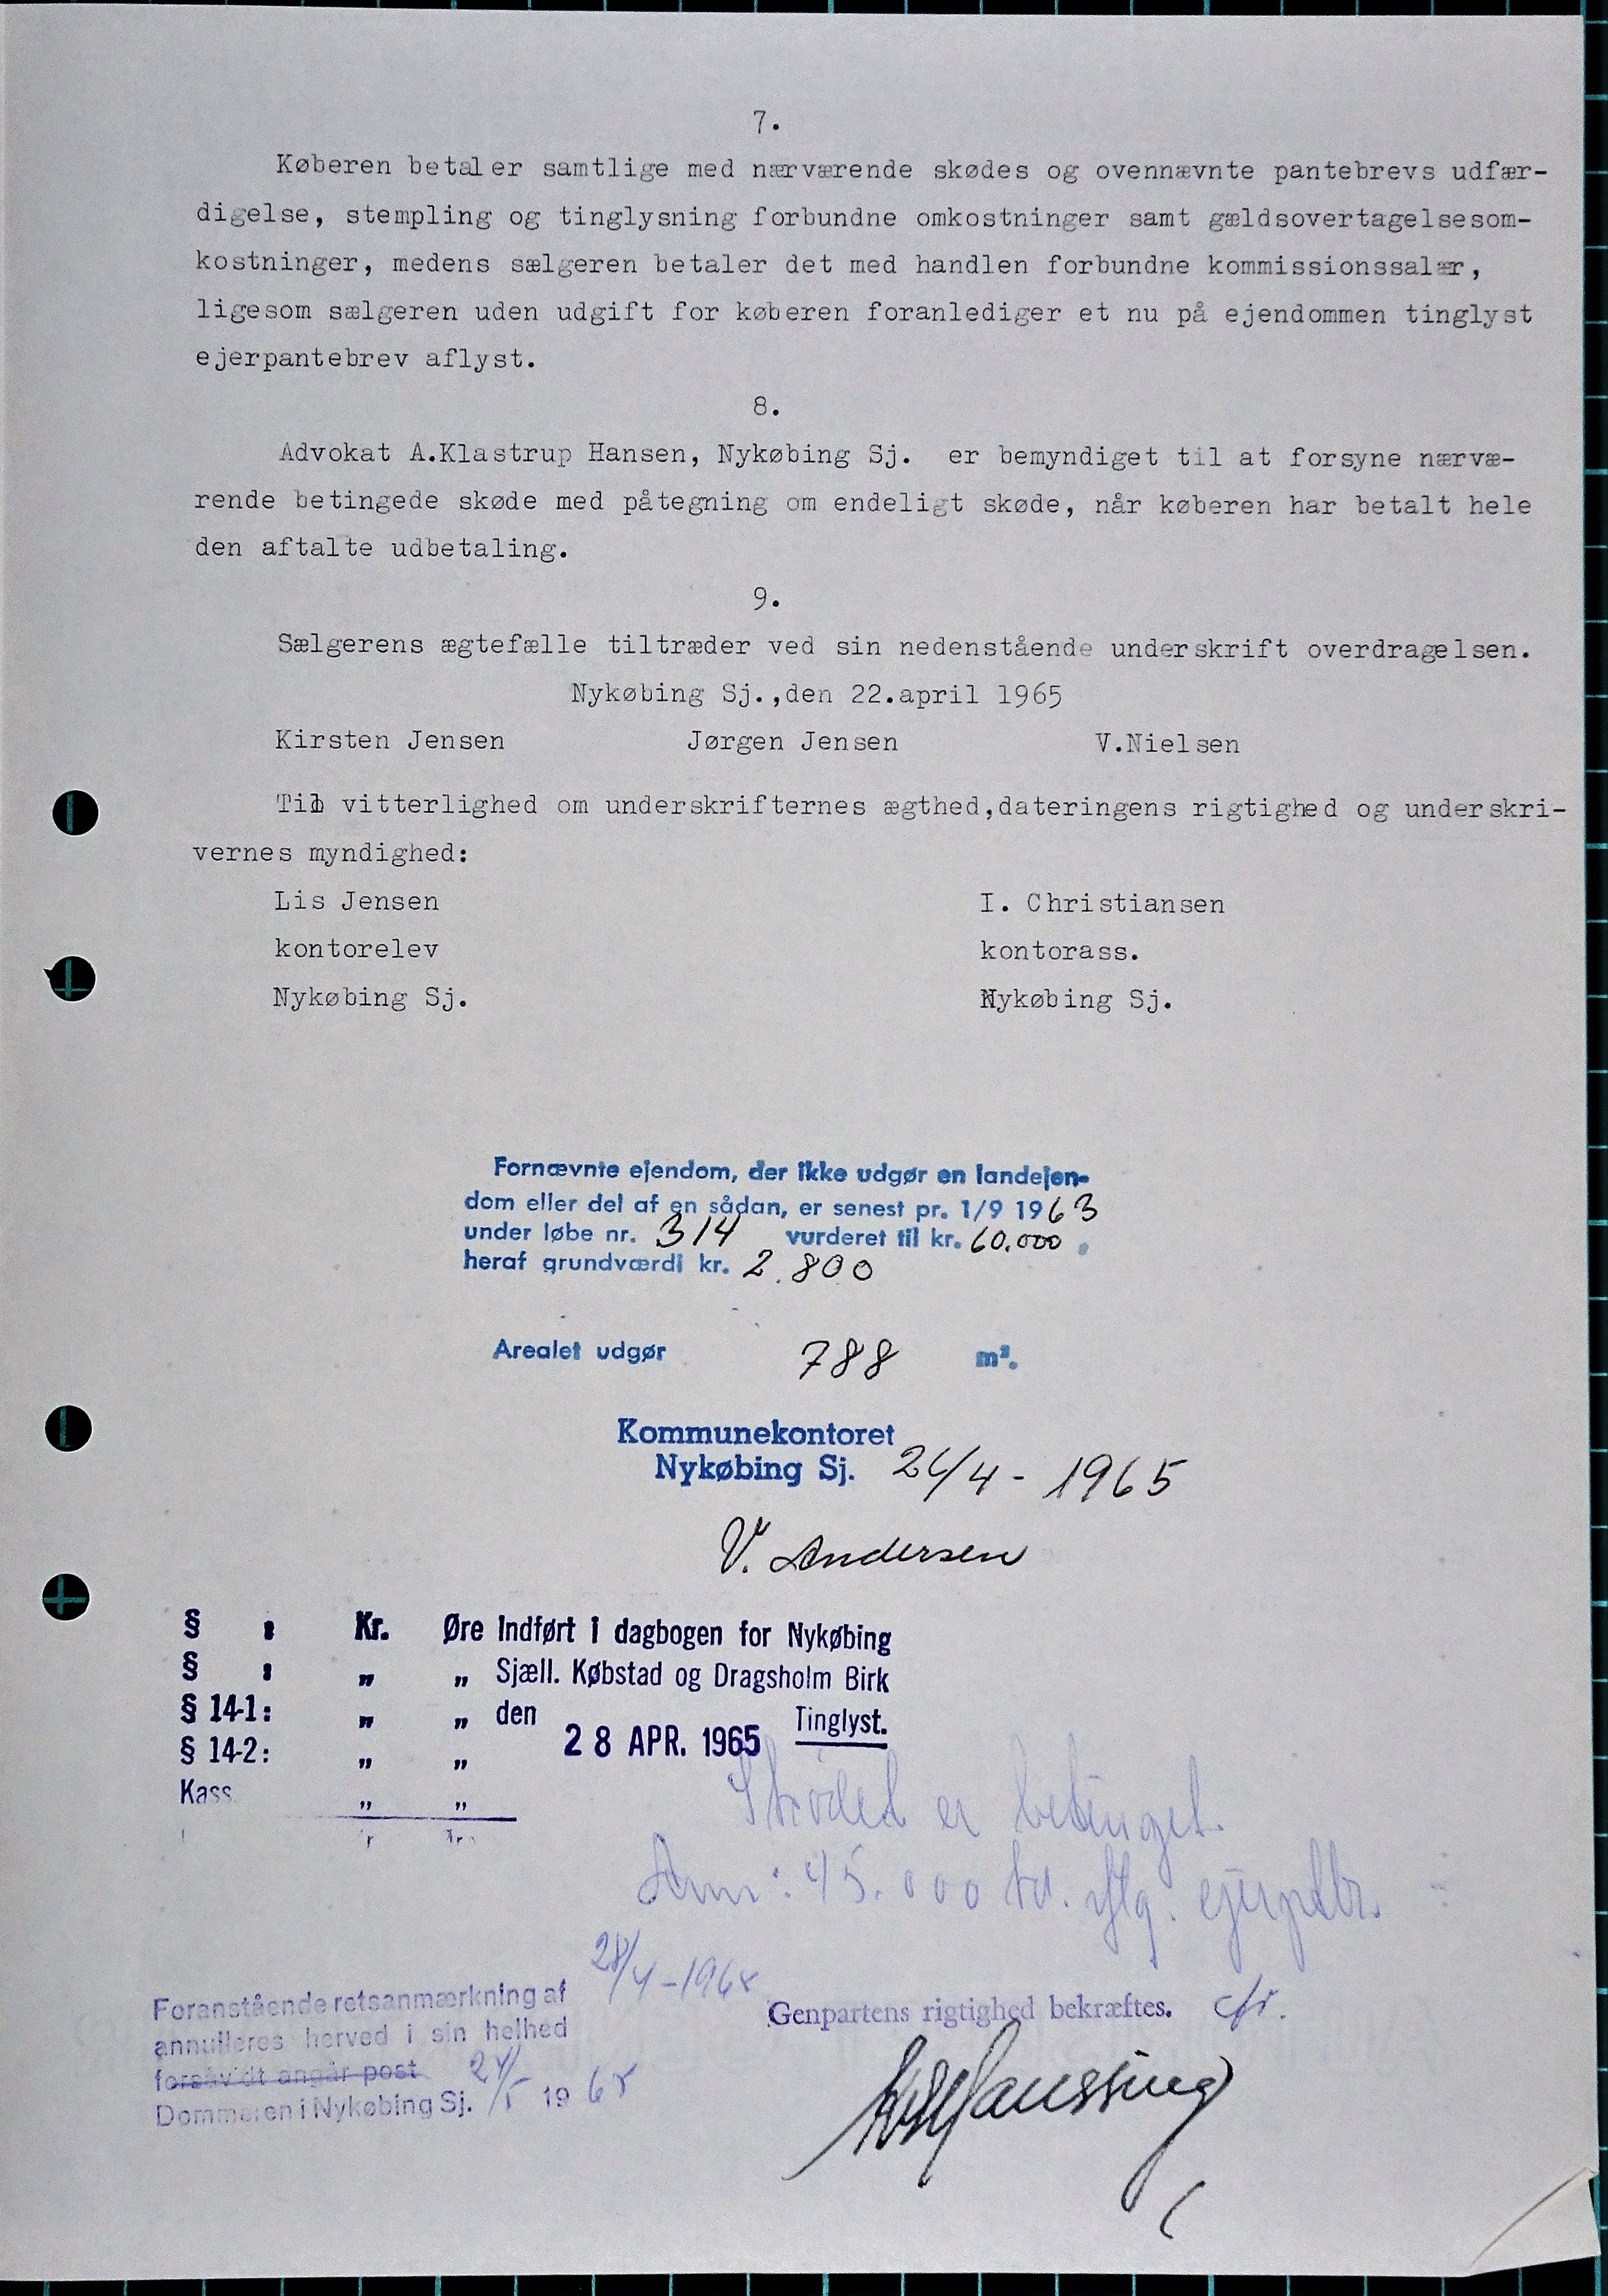 7.
Køberen betaler samtlige med nærværende skødes og ovennævnte pantebrevs udfær-
digelse, stempling og tinglysning forbundne omkostninger samt gældsovertagelsesom-
kostninger, medens sælgeren betaler det med handlen forbundne kommissionssalær,
ligesom sælgeren uden udgift for køberen foranlediger et nu på ejendommen tinglyst
ejerpantebrev aflyst.
8.
Advokat A.Klastrup Hansen, Nykøbing Sj. er bemyndiget til at forsyne nærvæ-
rende betingede skøde med påtegning om endeligt skøde, når køberen har betalt hele
den aftalte udbetaling.
9.
Sælgerens ægtefælle tiltræder ved sin nedenstående underskrift overdragelsen.
Nykøbing Sj.,den 22.april 1965
Kirsten Jensen Jørgen Jensen V.Nielsen
Til vitterlighed om underskrifternes ægthed,dateringens rigtighed og underskri-
vernes myndighed:
Lis Jensen I. Christiansen
kontorelev kontorass.
Nykøbing Sj. Nykøbing Sj.
Fornævnte ejendom, der ikke udgør en landejen-
dom eller del af en sådan, er senest pr. 1/9 1963
under løbe nr. 314 vurderet til kr. 60.000.
heraf grundværdi kr. 2.800
Arealet udgør 788 m².
Kommunekontoret
Nykøbing Sj. 26/4 - 1965
V. Andersen
§ : Kr. Øre Indført i dagbogen for Nykøbing
§ : " " Sjæll. Købstad og Dragsholm Birk
§ 14-1: " " den 28 APR. 1965 Tinglyst.
§ 14-2: " "
Kass " "
Skødet er betinget.
Anm: 45.000 kr. ejerptbr.
28/4-1965
Foranstående retsanmærkning af
annulleres herved i sin helhed
forsåvidt angår post 24/5
Dommeren i Nykøbing Sj. 1965
Genpartens rigtighed bekræftes.